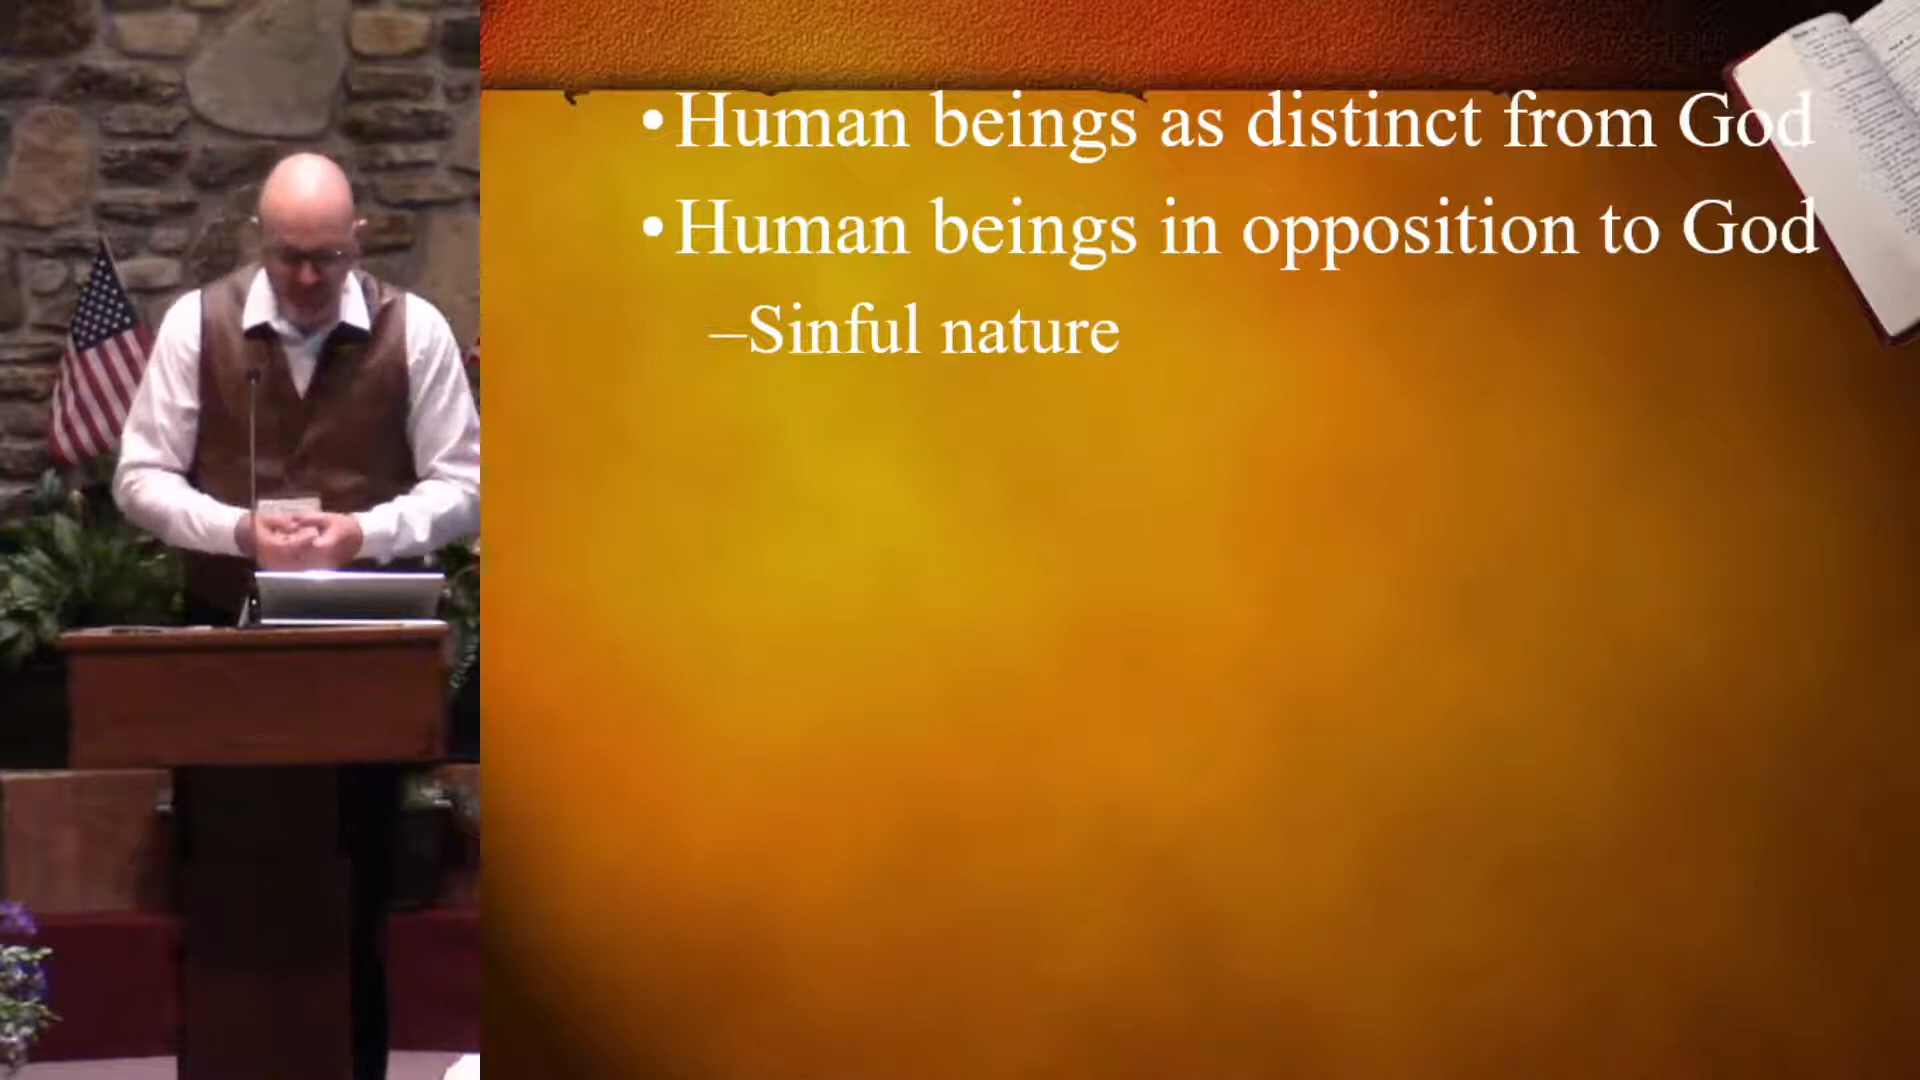 •Human beings as distinct from God
•Human beings in opposition to God
–Sinful nature